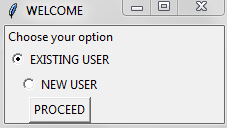 WELCOME
Choose your option
EXISTING USER
NEW USER
PROCEED